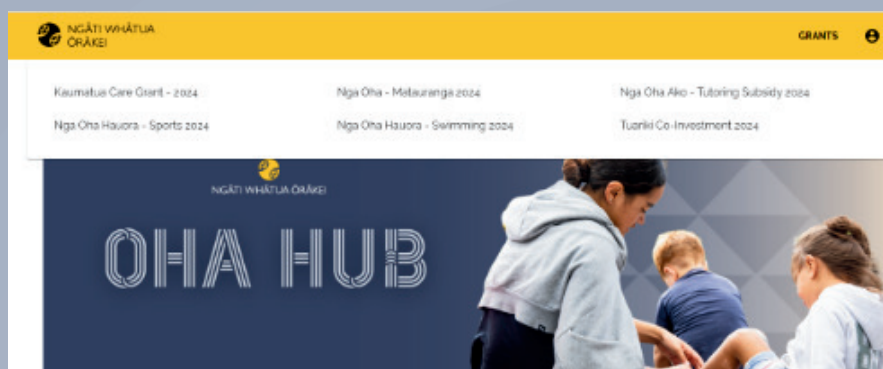 NGĀTI WHĀTUA
ŌRĀKEI
GRANTS
Kaumatua Care Grant - 2024
Nga Oha - Matauranga 2024
Nga Oha Ako - Tutoring Subsidy 2024
Nga Oha Hauora - Sports 2024
Nga Oha Hauora - Swimming 2024
Tuariki Co-Investment 2024
NGĀTI WHĀTUA ŌRĀKEI
OHA HUB